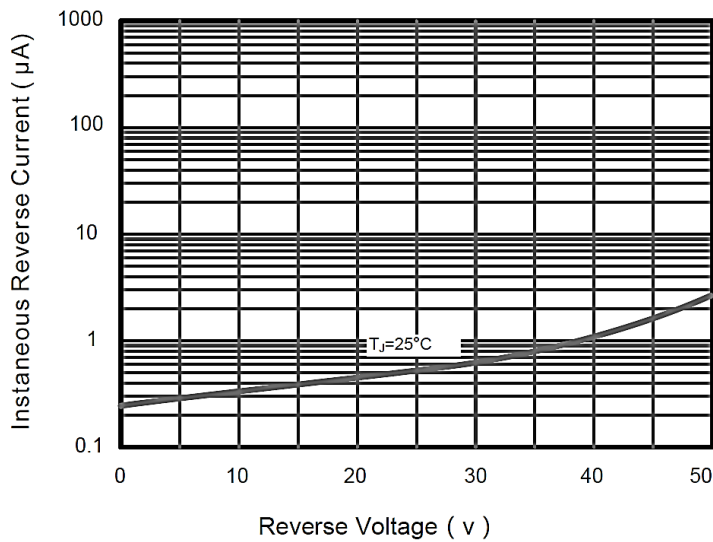 Instaneous Reverse Current ( μA)
1000
100
10
1
0.1
TJ=25°C
0 10 20 30 40 50
Reverse Voltage ( v )